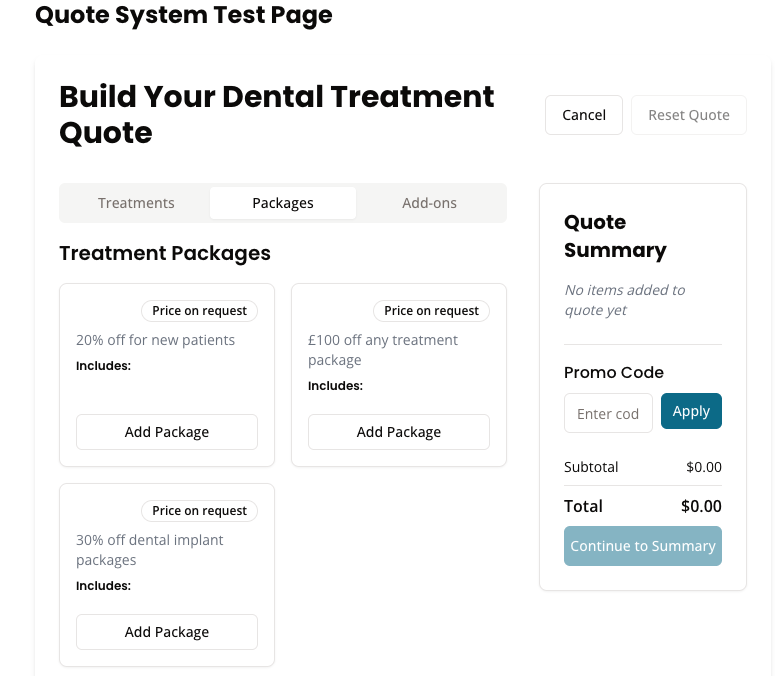 Quote System Test Page
Build Your Dental Treatment
Quote
Cancel
Reset Quote
Treatments
Packages
Add-ons
Treatment Packages
Price on request
20% off for new patients
Includes:
Add Package
Price on request
£100 off any treatment
package
Includes:
Add Package
Price on request
30% off dental implant
packages
Includes:
Add Package
Quote
Summary
No items added to
quote yet
Promo Code
Enter cod
Apply
Subtotal
$0.00
Total
$0.00
Continue to Summary